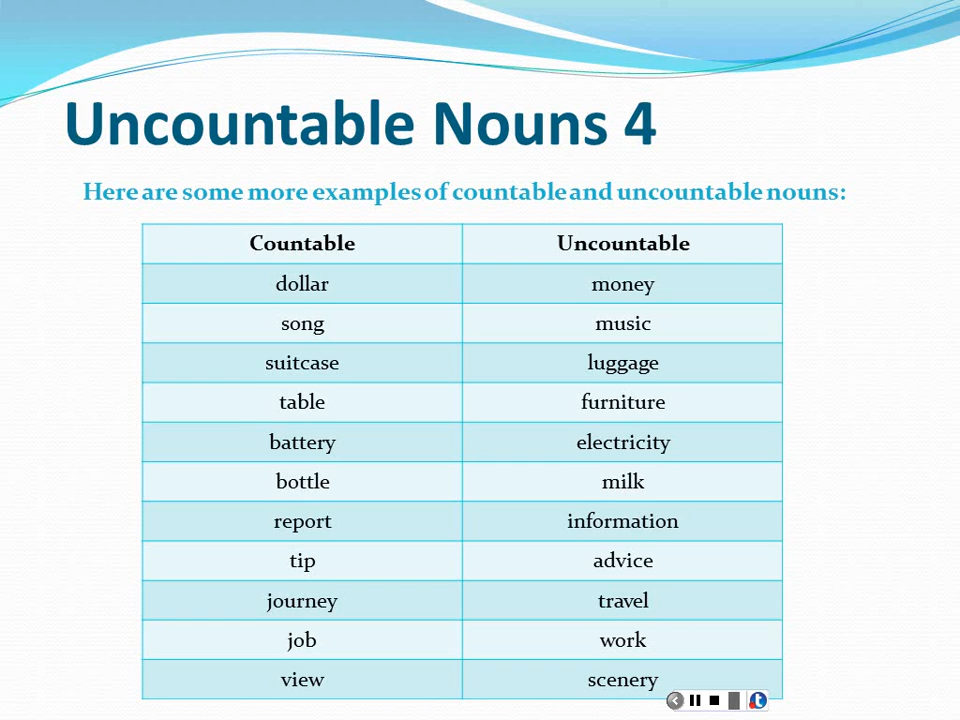 Uncountable Nouns 4
Here are some more examples of countable and uncountable nouns:
Countable Uncountable
dollar money
song music
suitcase luggage
table furniture
battery electricity
bottle milk
report information
tip advice
journey travel
job work
view scenery
t